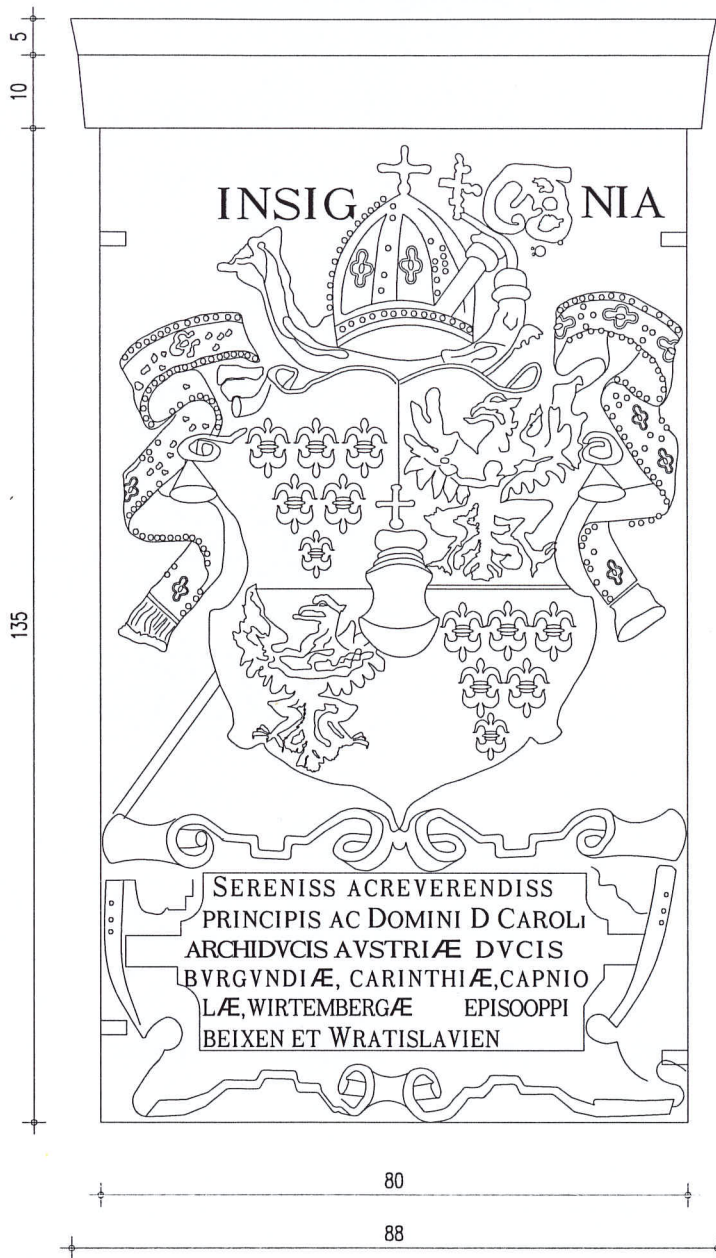 5
10
INSIG NIA
135
SERENISS ACREVERENDISS
PRINCIPIS AC DOMINI D CAROLI
ARCHIDVCIS AVSTRIÆ DVCIS
BVRGVNDIÆ, CARINTHIÆ,CAPNIO
LÆ,WIRTEMBERGÆ EPISOOPPI
BEIXEN ET WRATISLAVIEN
80
88